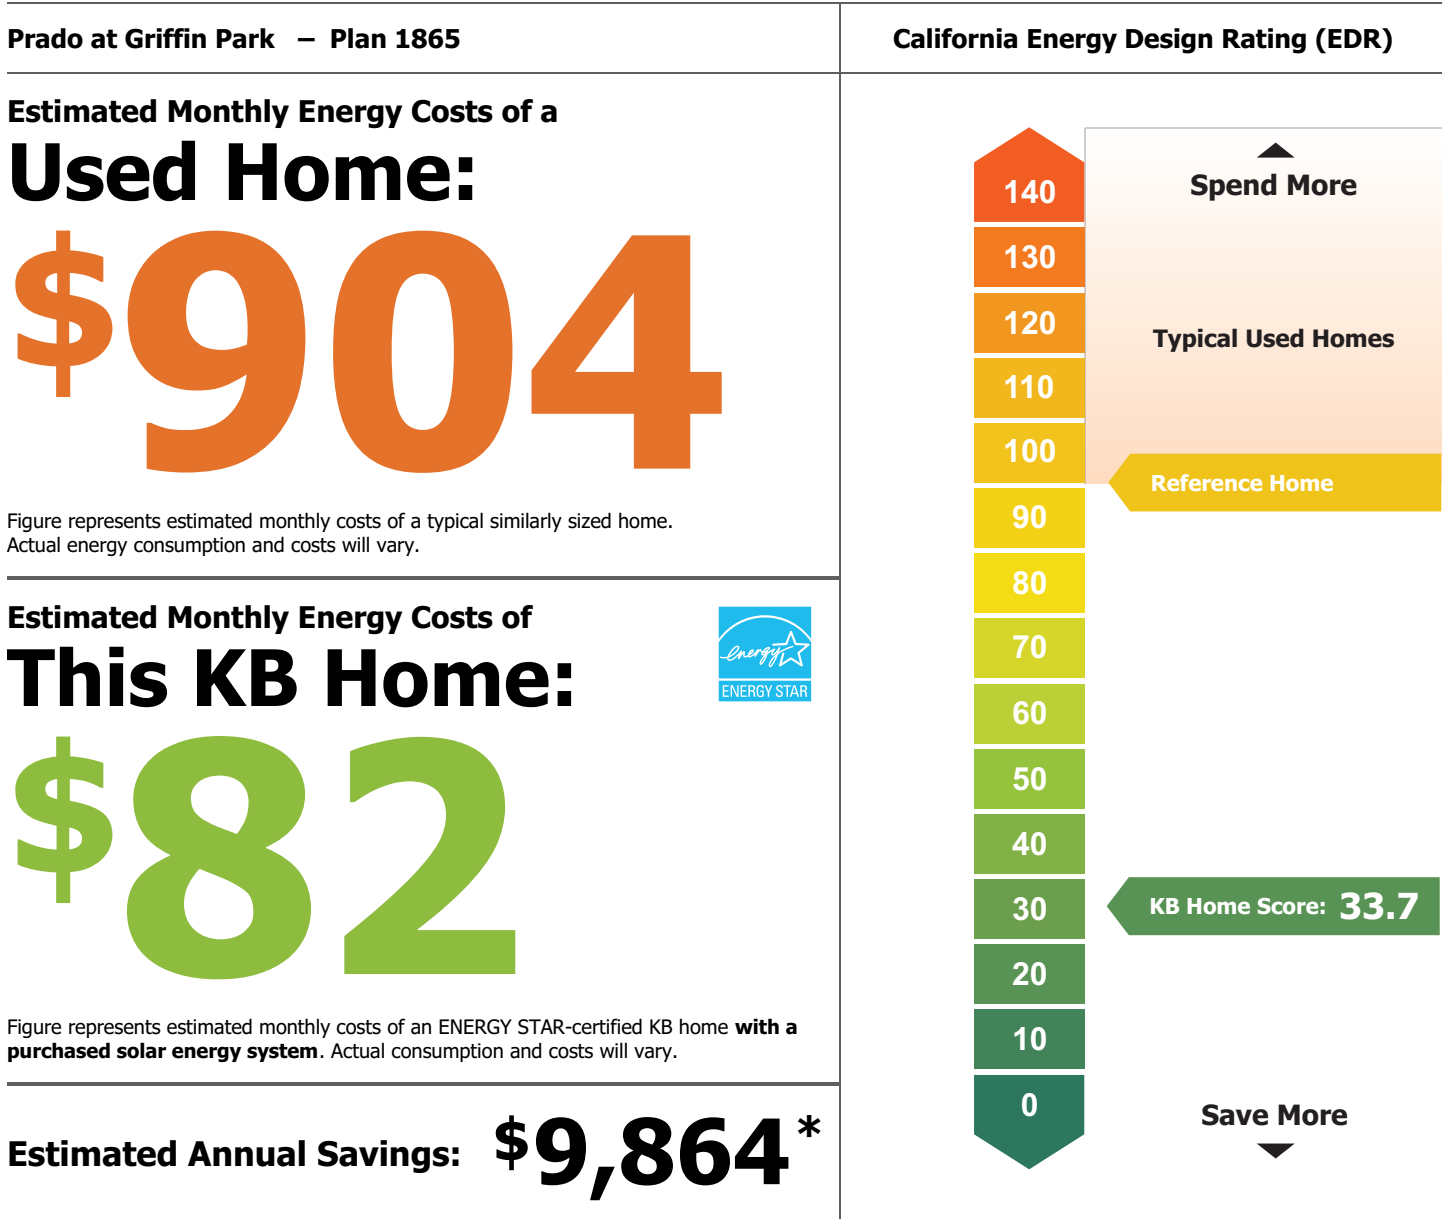 Prado at Griffin Park – Plan 1865
Estimated Monthly Energy Costs of a
Used Home:
$904
Figure represents estimated monthly costs of a typical similarly sized home.
Actual energy consumption and costs will vary.
Estimated Monthly Energy Costs of
This KB Home:
energy
ENERGY STAR
$82
Figure represents estimated monthly costs of an ENERGY STAR-certified KB home with a
purchased solar energy system. Actual consumption and costs will vary.
Estimated Annual Savings: $9,864*
California Energy Design Rating (EDR)
140
130
120
110
100
90
80
70
60
50
40
30
20
10
0
Spend More
Typical Used Homes
Reference Home
KB Home Score: 33.7
Save More